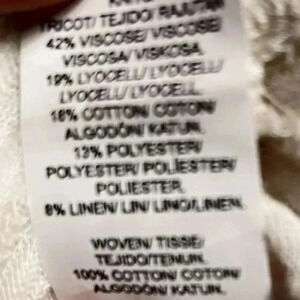 TRICOT/ TEJIDO/ RAJUTAN
42% VISCOSE/ VISCOSE/
VISCOSA/ VISKOSA.
19% LYOCELL/ LYOCELL/
LYOCELL/ LYOCELL.
18% COTTON/ COTON/
ALGODÓN/ KATUN.
13% POLYESTER/
POLYESTER/ POLIESTER/
POLIESTER.
8% LINEN/ LIN/ LINO/LINEN.
WOVEN/ TISSE/
TEJIDO/TENUN.
100% COTTON/ COTON/
ALGODÓN/ KATUN.